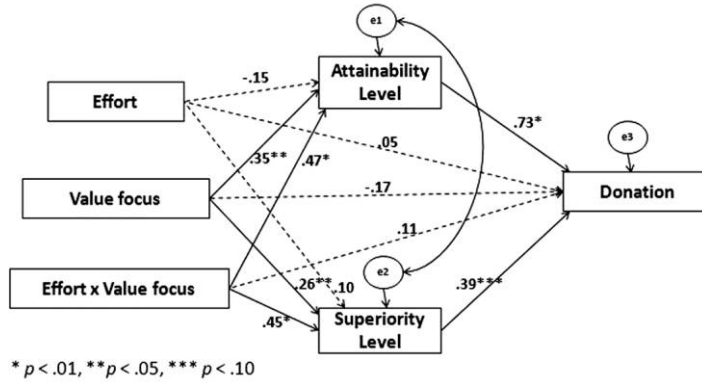 e1
Attainability
Level
-.15
Effort
.73*
.05
e3
.35**
.47*
Value focus
-.17
Donation
.11
e2
Effort x Value focus
.26**
.10
.39***
.45*
Superiority
Level
* p < .01, **p < .05, *** p < .10